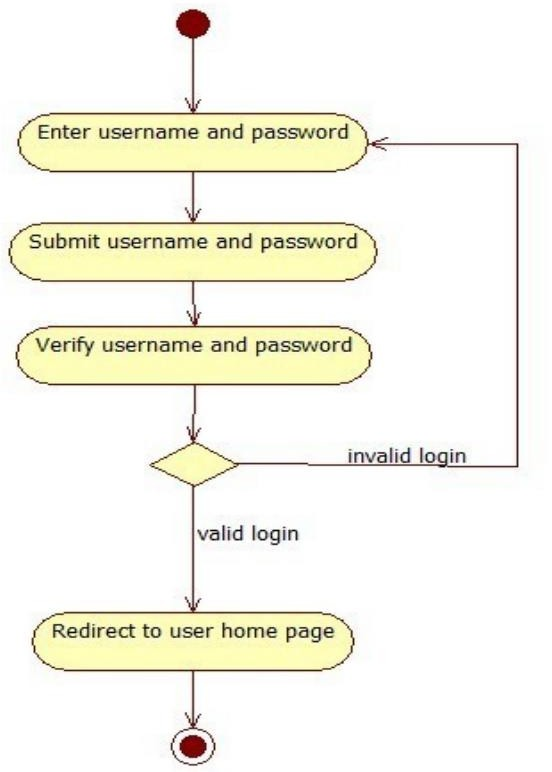 Enter username and password
Submit username and password
Verify username and password
invalid login
valid login
Redirect to user home page